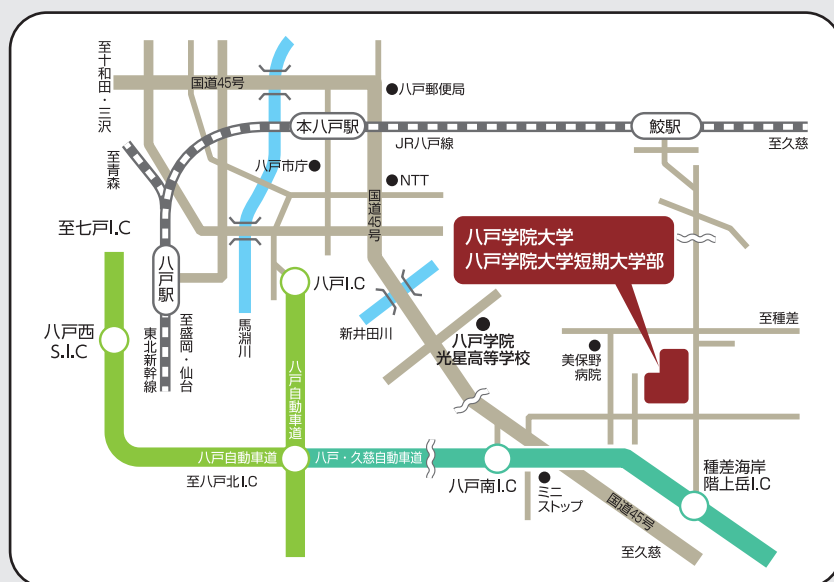 至十和田・三沢
国道45号
八戸郵便局
本八戸駅
JR八戸線
鮫駅
至久慈
至青森
八戸市庁
NTT
国道45号
至七戸I.C
八戸駅
八戸学院大学
八戸学院大学短期大学部
八戸I.C
八戸西
S.I.C
東北新幹線
至盛岡・仙台
馬淵川
新井田川
八戸学院
光星高等学校
至種差
美保野
病院
八戸自動車道
八戸自動車道
八戸・久慈自動車道
至八戸北I.C
八戸南I.C
種差海岸
階上岳I.C
ミニ
ストップ
国道45号
至久慈